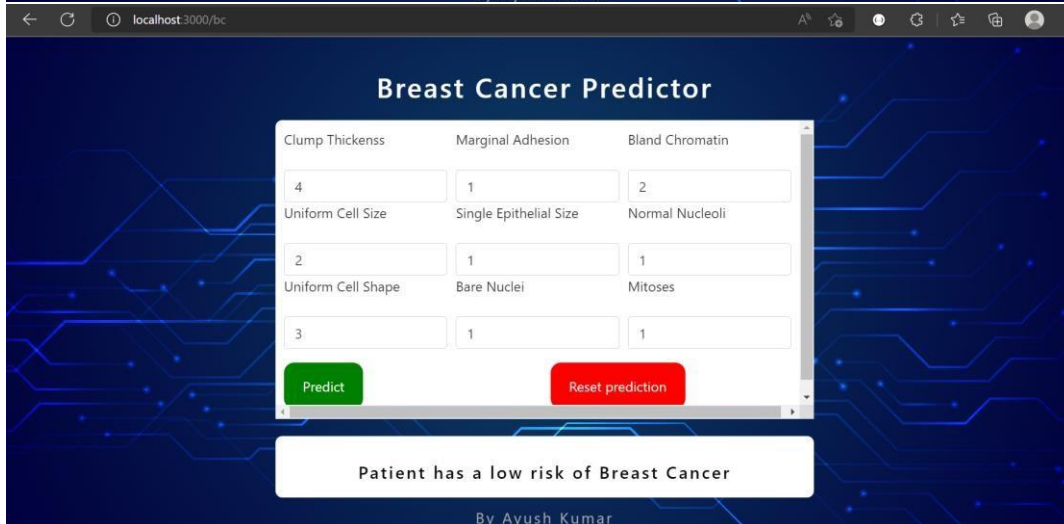 localhost:3000/bc
Breast Cancer Predictor
Clump Thickenss Marginal Adhesion Bland Chromatin
4 1 2
Uniform Cell Size Single Epithelial Size Normal Nucleoli
2 1 1
Uniform Cell Shape Bare Nuclei Mitoses
3 1 1
Predict Reset prediction
Patient has a low risk of Breast Cancer
By Ayush Kumar